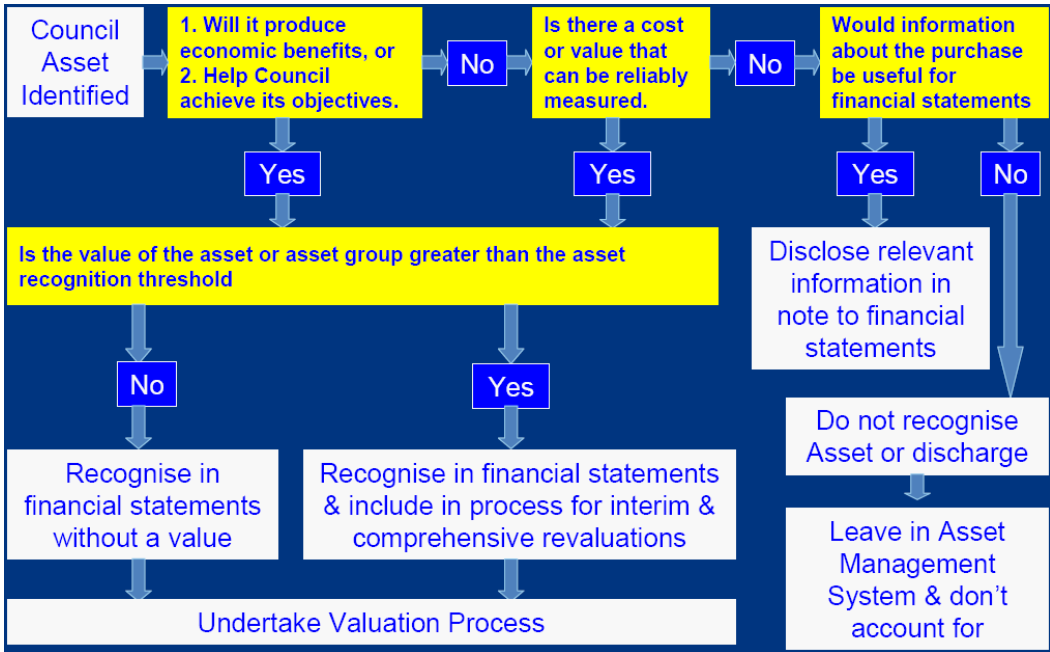 Council
Asset
Identified
1. Will it produce
economic benefits, or
2. Help Council
achieve its objectives.
No
Is there a cost
or value that
can be reliably
measured.
No
Would information
about the purchase
be useful for
financial statements
Yes
Yes
Yes
No
Is the value of the asset or asset group greater than the asset
recognition threshold
Disclose relevant
information in
note to financial
statements
No
Yes
Do not recognise
Asset or discharge
Recognise in
financial statements
without a value
Recognise in financial statements
& include in process for interim &
comprehensive revaluations
Leave in Asset
Management
System & don't
account for
Undertake Valuation Process